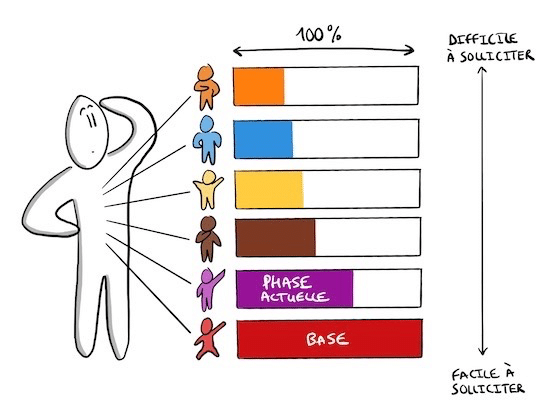 100%
DIFFICILE
À SOLLICITER
PHASE
ACTUELLE
BASE
FACILE À
SOLLICITER